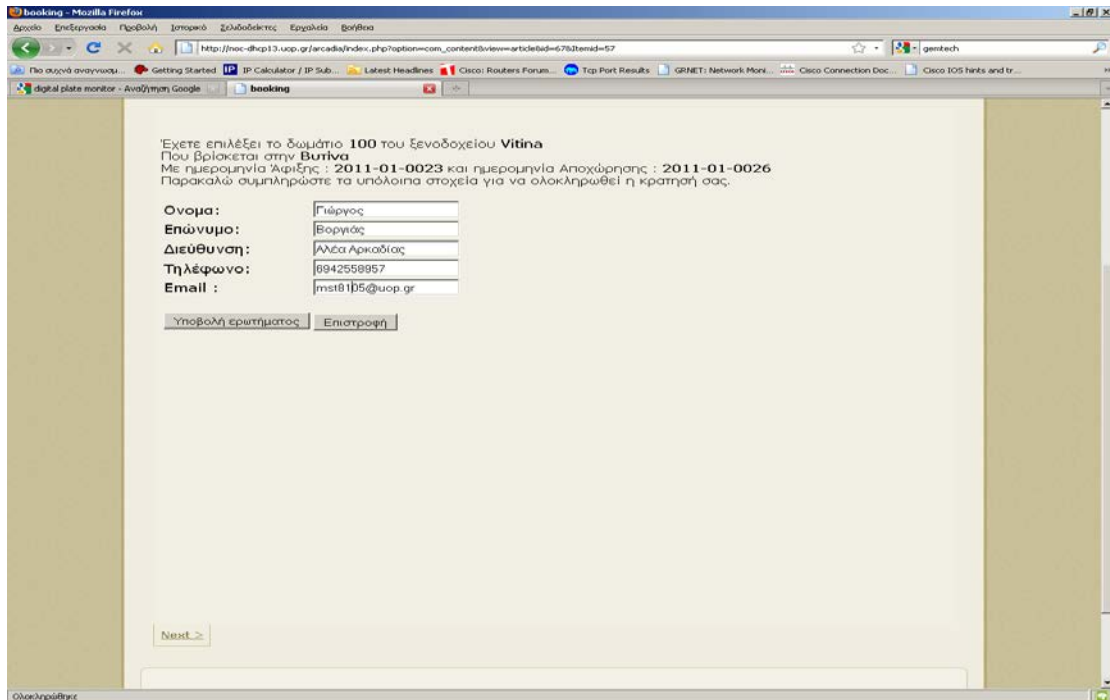 booking - Mozilla Firefox
Αρχείο Επεξεργασία Προβολή Ιστορικό Σελιδοδείκτες Εργαλεία Βοήθεια
http://noc-dhcp13.uop.gr/arcadia/index.php?option=com_content&view=article&id=67&Itemid=57 gemtech
Πιο συχνά αναγνωσμ... Getting Started IP Calculator / IP Sub... Latest Headlines Cisco: Routers Forum... Tcp Port Results GRNET: Network Moni... Cisco Connection Doc... Cisco IOS hints and tr...
digital plate monitor - Αναζήτηση Google booking
Έχετε επιλέξει το δωμάτιο 100 του ξενοδοχείου Vitina
Που βρίσκεται στην Βυτίνα
Με ημερομηνία Άφιξης : 2011-01-0023 και ημερομηνία Αποχώρησης : 2011-01-0026
Παρακαλώ συμπληρώστε τα υπόλοιπα στοχεία για να ολοκληρωθεί η κρατησή σας.
Ονομα: Γιώργος
Επώνυμο: Βοργιάς
Διεύθυνση: Αλέα Αρκαδίας
Τηλέφωνο: 6942558957
Email : mst8105@uop.gr
Υποβολή ερωτήματος Επιστροφή
Next >
Ολοκληρώθηκε